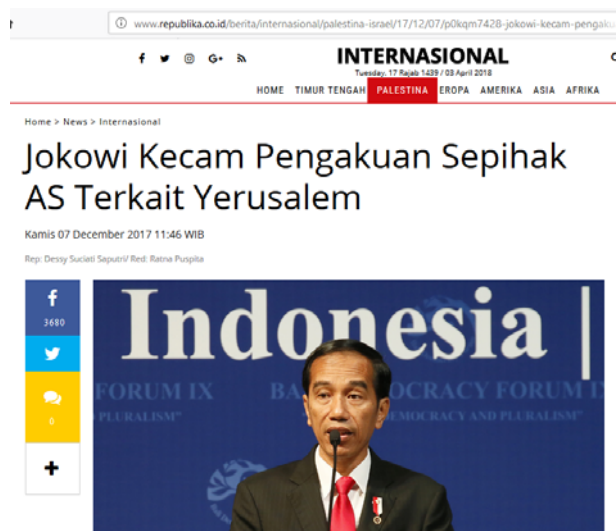 www.republika.co.id/berita/internasional/palestina-israel/17/12/07/p0kqm7428-jokowi-kecam-pengaku
G+
INTERNASIONAL
Tuesday, 17 Rajab 1439 / 03 April 2018
HOME TIMUR TENGAH PALESTINA EROPA AMERIKA ASIA AFRIKA
Home > News > Internasional
Jokowi Kecam Pengakuan Sepihak
AS Terkait Yerusalem
Kamis 07 December 2017 11:46 WIB
Rep: Dessy Suciati Saputri/ Red: Ratna Puspita
3680
0
Indonesia |
FORUM IX BA OCRACY FORUM
PLURALISM" EMOCRACY AND PLURALISM"